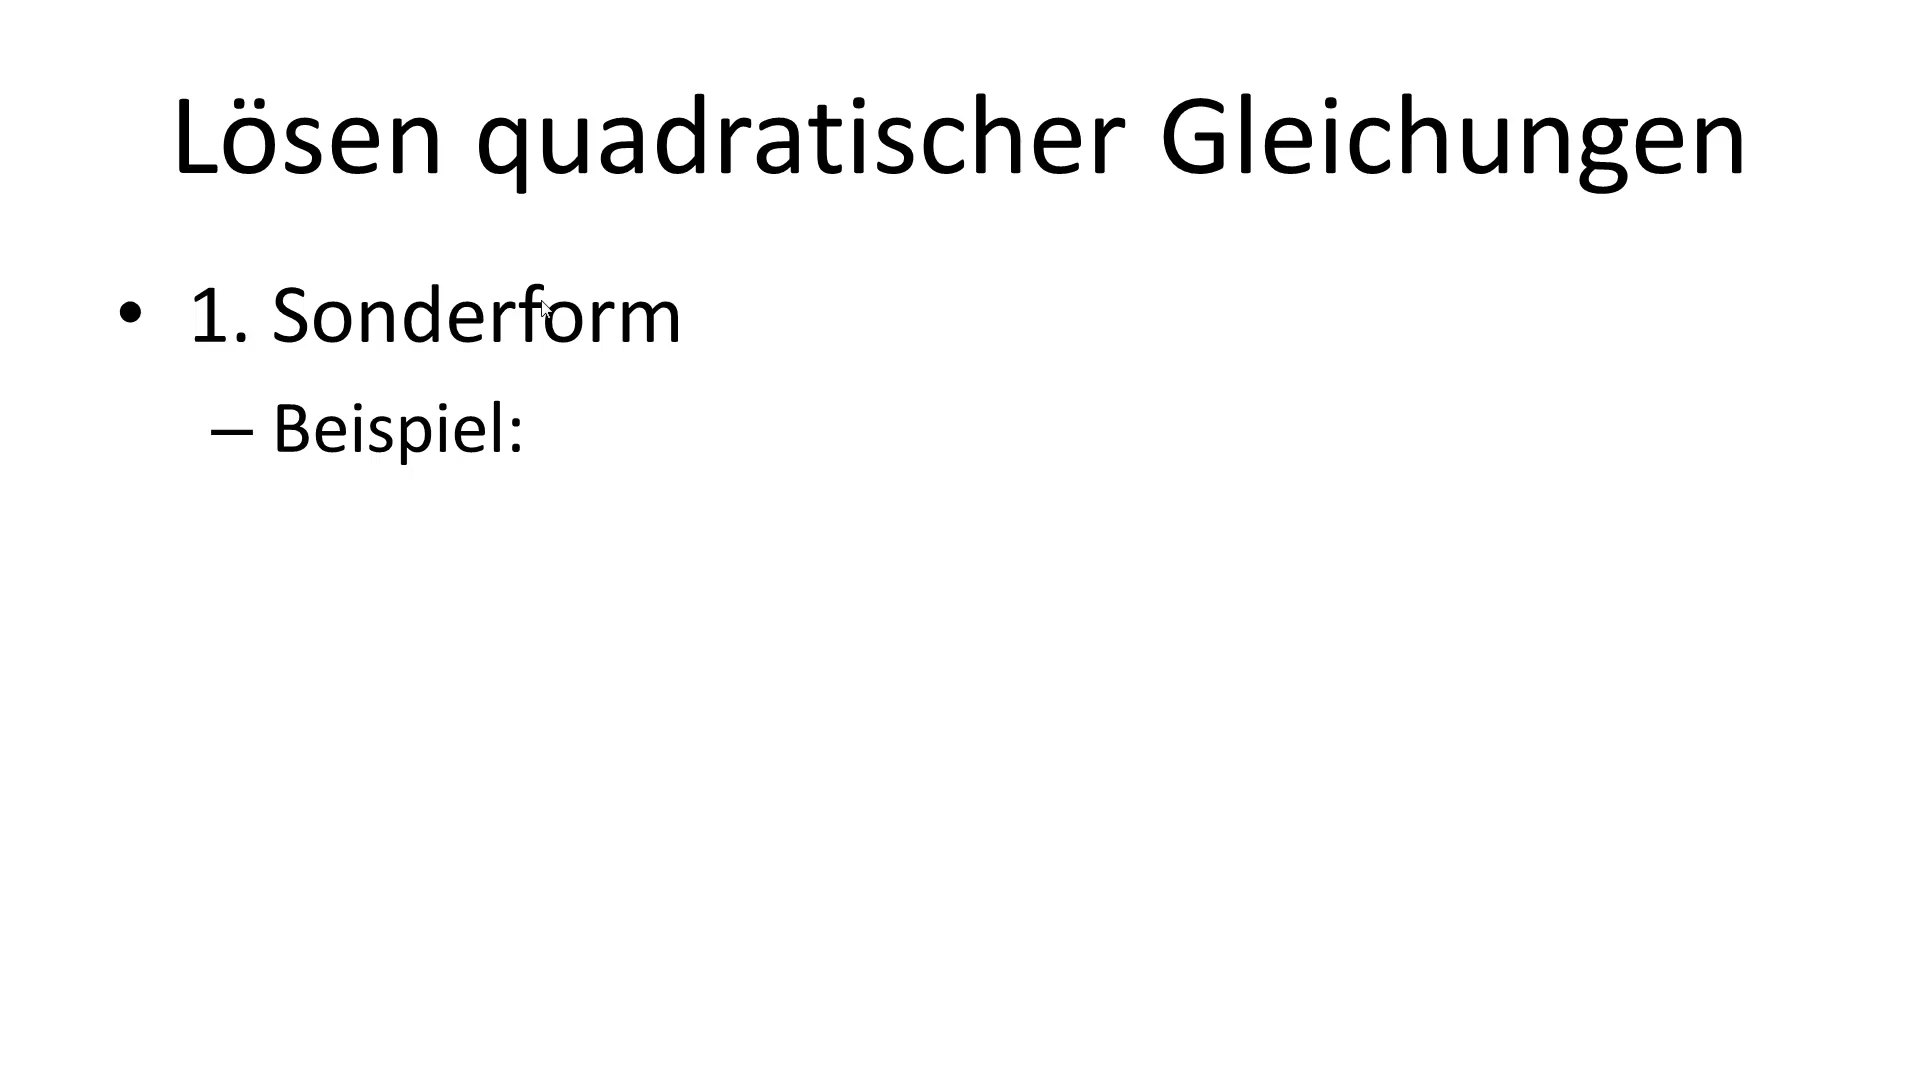 Lösen quadratischer Gleichungen
• 1. Sonderform
– Beispiel: